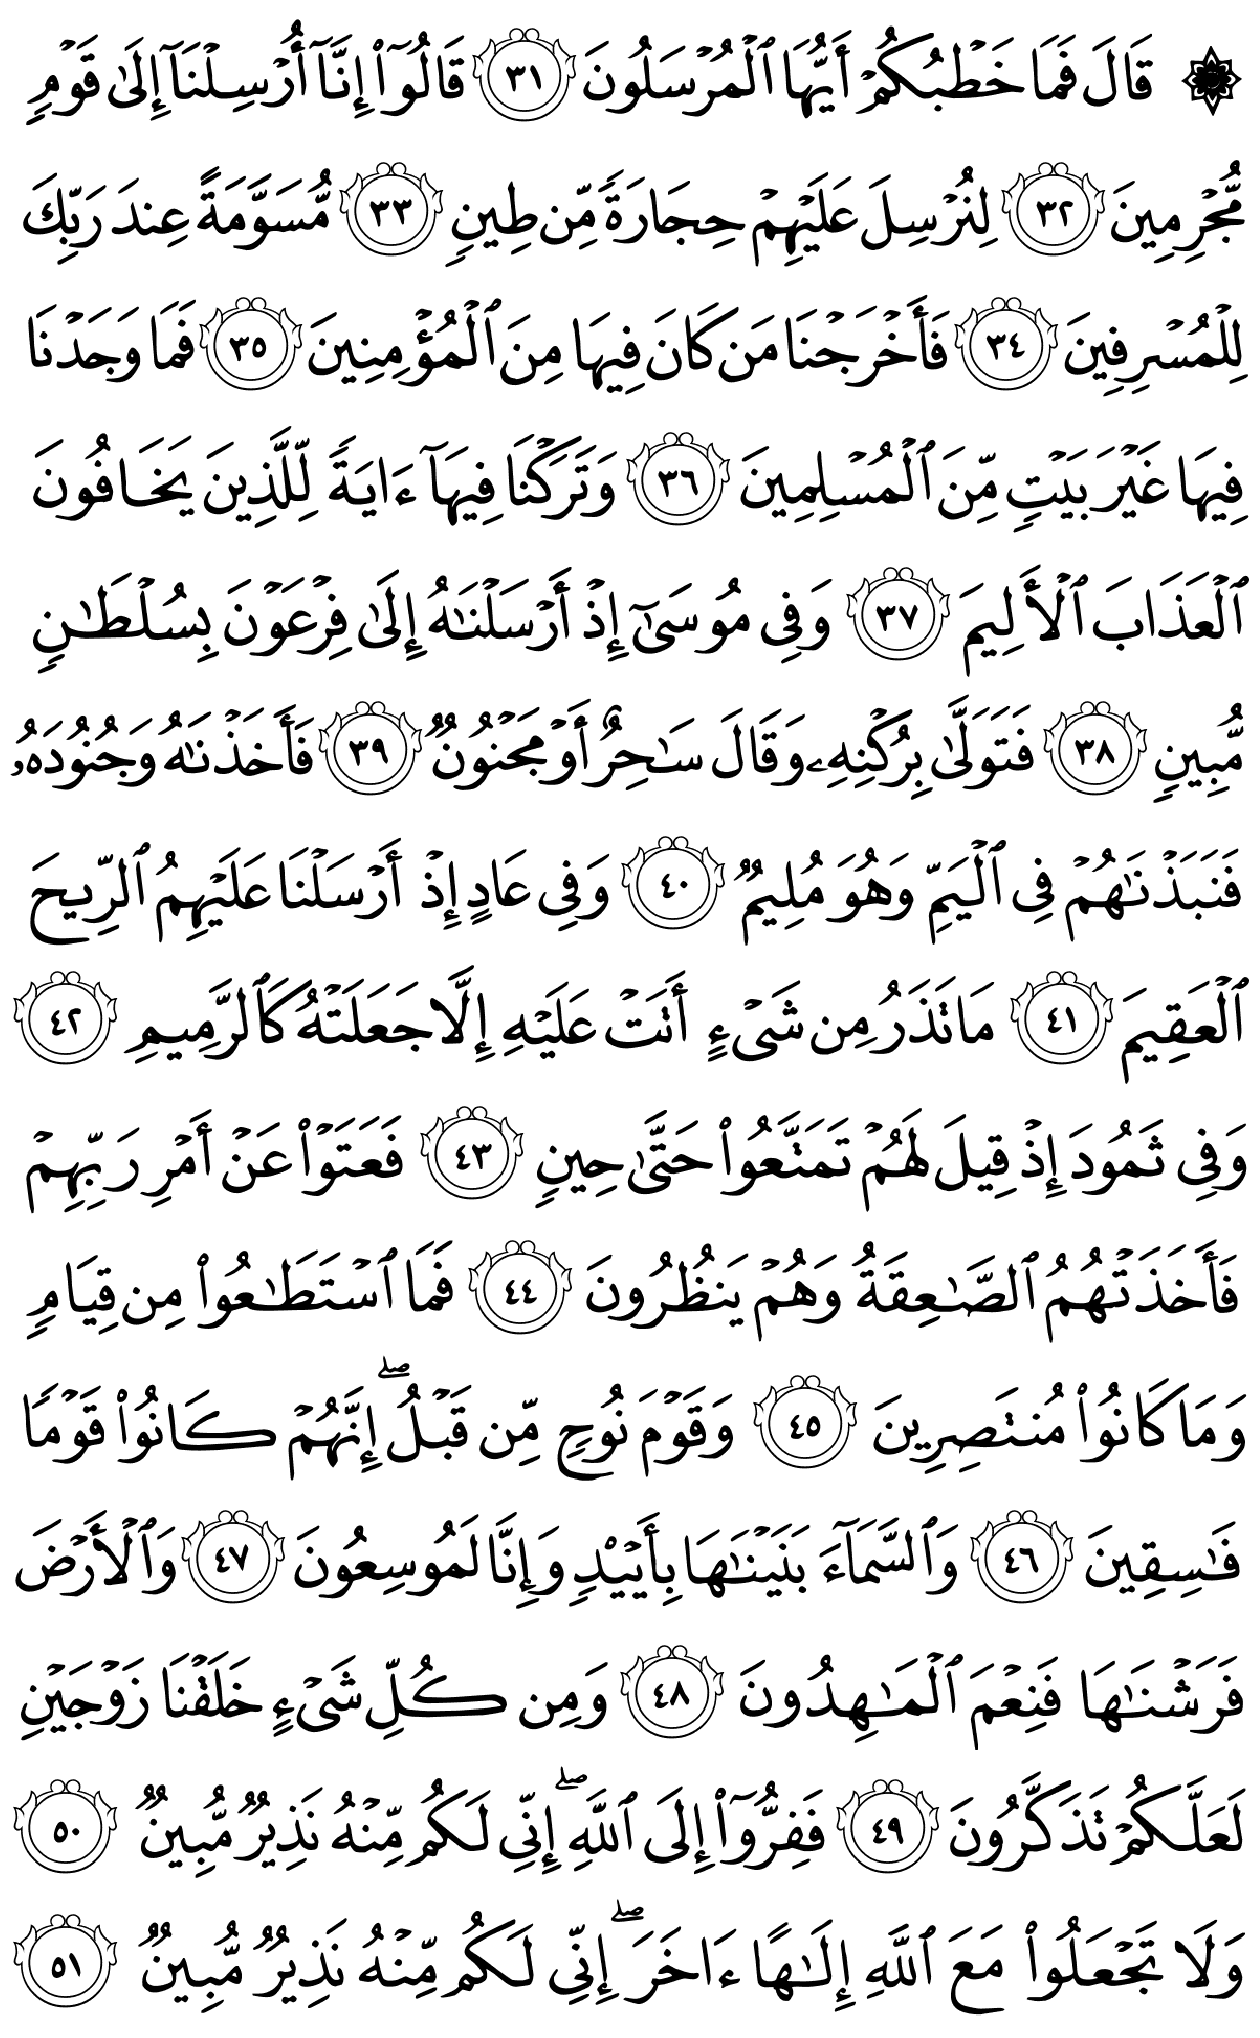 ۞ قَالَ فَمَا خَطۡبُكُمۡ أَيُّهَا ٱلۡمُرۡسَلُونَ ٣١ قَالُوٓاْ إِنَّآ أُرۡسِلۡنَآ إِلَىٰ قَوۡمٖ
مُّجۡرِمِينَ ٣٢ لِنُرۡسِلَ عَلَيۡهِمۡ حِجَارَةٗ مِّن طِينٖ ٣٣ مُّسَوَّمَةً عِندَ رَبِّكَ
لِلۡمُسۡرِفِينَ ٣٤ فَأَخۡرَجۡنَا مَن كَانَ فِيهَا مِنَ ٱلۡمُؤۡمِنِينَ ٣٥ فَمَا وَجَدۡنَا
فِيهَا غَيۡرَ بَيۡتٖ مِّنَ ٱلۡمُسۡلِمِينَ ٣٦ وَتَرَكۡنَا فِيهَآ ءَايَةٗ لِّلَّذِينَ يَخَافُونَ
ٱلۡعَذَابَ ٱلۡأَلِيمَ ٣٧ وَفِي مُوسَىٰٓ إِذۡ أَرۡسَلۡنَٰهُ إِلَىٰ فِرۡعَوۡنَ بِسُلۡطَٰنٖ
مُّبِينٖ ٣٨ فَتَوَلَّىٰ بِرُكۡنِهِۦ وَقَالَ سَٰحِرٌ أَوۡ مَجۡنُونٞ ٣٩ فَأَخَذۡنَٰهُ وَجُنُودَهُۥ
فَنَبَذۡنَٰهُمۡ فِي ٱلۡيَمِّ وَهُوَ مُلِيمٞ ٤٠ وَفِي عَادٍ إِذۡ أَرۡسَلۡنَا عَلَيۡهِمُ ٱلرِّيحَ
ٱلۡعَقِيمَ ٤١ مَا تَذَرُ مِن شَيۡءٍ أَتَتۡ عَلَيۡهِ إِلَّا جَعَلَتۡهُ كَٱلرَّمِيمِ ٤٢
وَفِي ثَمُودَ إِذۡ قِيلَ لَهُمۡ تَمَتَّعُواْ حَتَّىٰ حِينٖ ٤٣ فَعَتَوۡاْ عَنۡ أَمۡرِ رَبِّهِمۡ
فَأَخَذَتۡهُمُ ٱلصَّٰعِقَةُ وَهُمۡ يَنظُرُونَ ٤٤ فَمَا ٱسۡتَطَٰعُواْ مِن قِيَامٖ
وَمَا كَانُواْ مُنتَصِرِينَ ٤٥ وَقَوۡمَ نُوحٖ مِّن قَبۡلُۖ إِنَّهُمۡ كَانُواْ قَوۡمٗا
فَٰسِقِينَ ٤٦ وَٱلسَّمَآءَ بَنَيۡنَٰهَا بِأَيۡيْدٖ وَإِنَّا لَمُوسِعُونَ ٤٧ وَٱلۡأَرۡضَ
فَرَشۡنَٰهَا فَنِعۡمَ ٱلۡمَٰهِدُونَ ٤٨ وَمِن كُلِّ شَيۡءٍ خَلَقۡنَا زَوۡجَيۡنِ
لَعَلَّكُمۡ تَذَكَّرُونَ ٤٩ فَفِرُّوٓاْ إِلَى ٱللَّهِۖ إِنِّي لَكُم مِّنۡهُ نَذِيرٞ مُّبِينٞ ٥٠
وَلَا تَجۡعَلُواْ مَعَ ٱللَّهِ إِلَٰهًا ءَاخَرَۖ إِنِّي لَكُم مِّنۡهُ نَذِيرٞ مُّبِينٞ ٥١